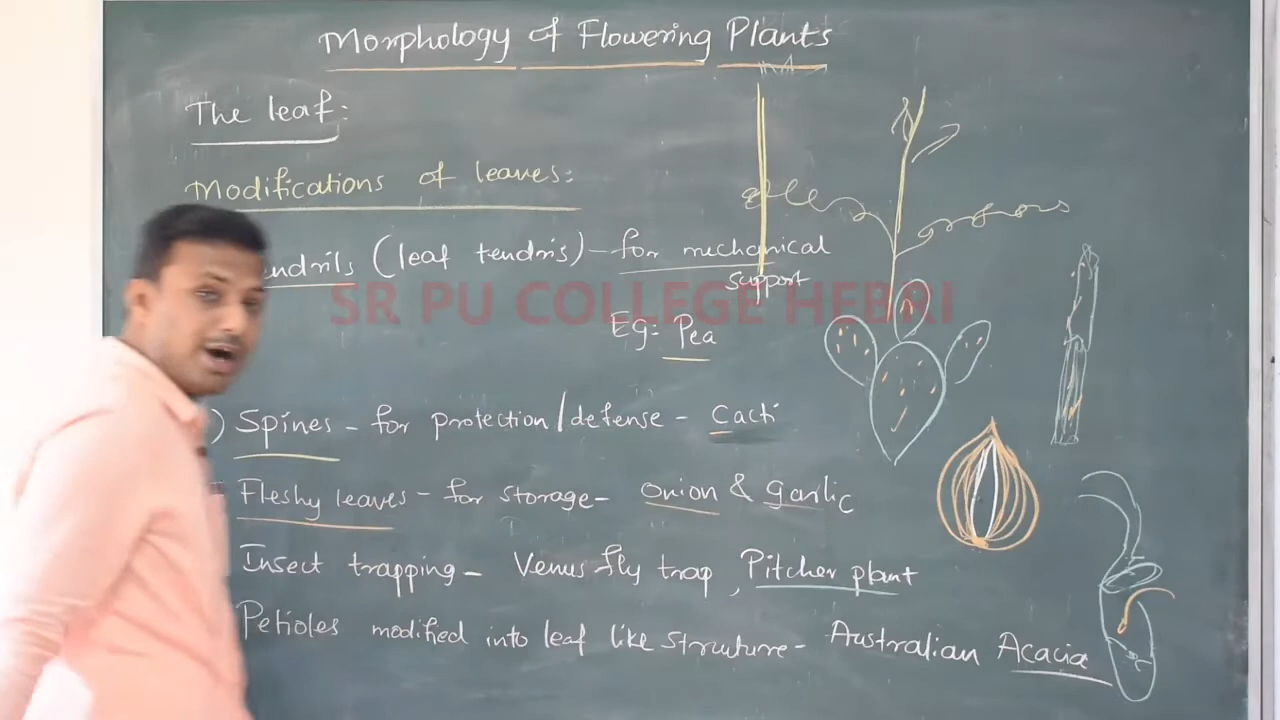 Morphology of Flowering Plants
The leaf:
Modifications of leaves:
endrils (leaf tendris) - for mechanical
support
SR PU COLLEGE HEBRI
Eg: Pea
) Spines - for protection/defense - Cacti
Fleshy leaves - for storage - Onion & Garlic
Insect trapping - Venus fly trap, Pitcher plant
Petioles modified into leaf like structure - Australian Acacia